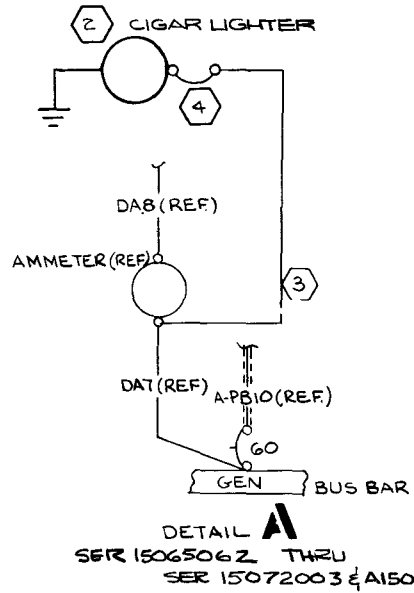 2 CIGAR LIGHTER
4
DA8 (REF)
AMMETER (REF)
3
DA7 (REF) A-PB10 (REF.)
60
GEN BUS BAR
DETAIL A
SER 15065062 THRU
SER 15072003 & A150